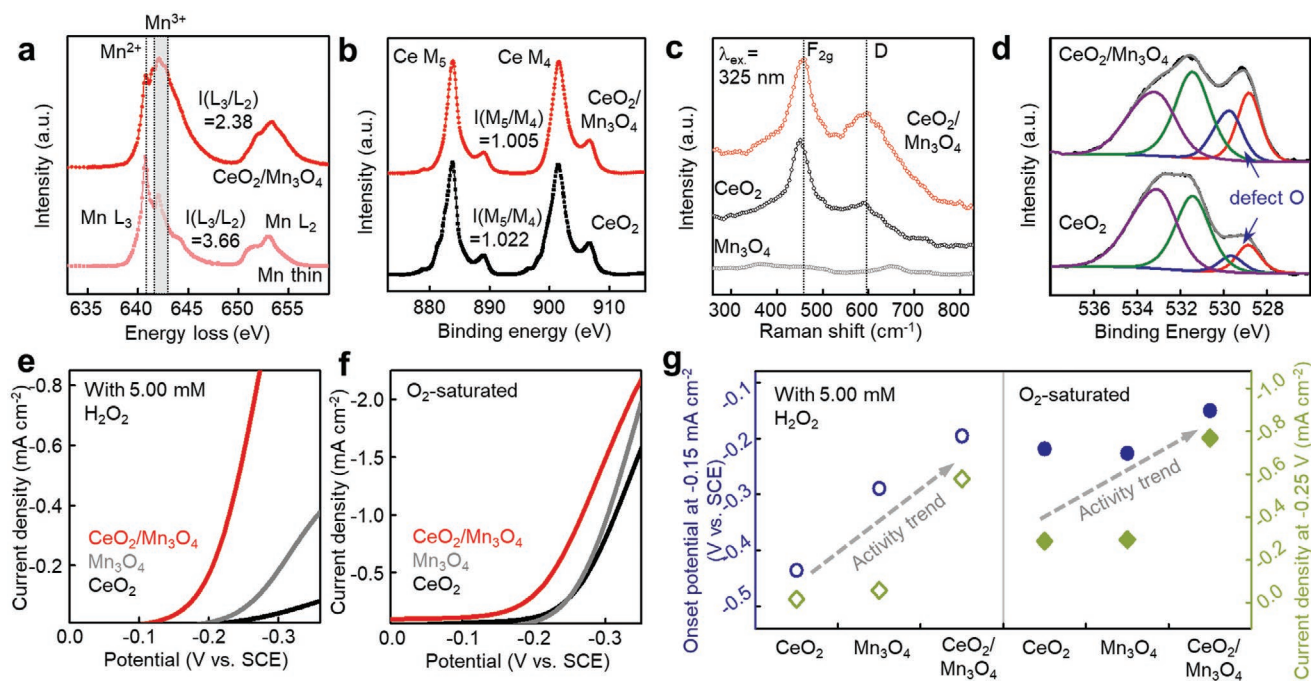 a
Mn²⁺
Mn³⁺
I(L₃/L₂)
=2.38
CeO₂/Mn₃O₄
Mn L₃
I(L₃/L₂)
=3.66
Mn L₂
Mn thin
Intensity (a.u.)
635 640 645 650 655
Energy loss (eV)
b
Ce M₅
Ce M₄
I(M₅/M₄)
=1.005
CeO₂/
Mn₃O₄
I(M₅/M₄)
=1.022
CeO₂
Intensity (a.u.)
880 890 900 910
Binding energy (eV)
c
λex.=
325 nm
F₂g
D
CeO₂/
Mn₃O₄
CeO₂
Mn₃O₄
Intensity (a.u.)
300 400 500 600 700 800
Raman shift (cm⁻¹)
d
CeO₂/Mn₃O₄
defect O
CeO₂
Intensity (a.u.)
536 534 532 530 528
Binding Energy (eV)
e
With 5.00 mM
H₂O₂
CeO₂/Mn₃O₄
Mn₃O₄
CeO₂
Current density (mA cm⁻²)
-0.8
-0.6
-0.4
-0.2
0.0 -0.1 -0.2 -0.3
Potential (V vs. SCE)
f
O₂-saturated
CeO₂/Mn₃O₄
Mn₃O₄
CeO₂
Current density (mA cm⁻²)
-2.0
-1.5
-1.0
-0.5
0.0 -0.1 -0.2 -0.3
Potential (V vs. SCE)
g
With 5.00 mM
H₂O₂
O₂-saturated
Activity trend
Activity trend
Onset potential at -0.15 mA cm⁻²
(V vs. SCE)
-0.1
-0.2
-0.3
-0.4
-0.5
Current density at -0.25 V (mA cm⁻²)
-1.0
-0.8
-0.6
-0.4
-0.2
0.0
CeO₂ Mn₃O₄ CeO₂/ CeO₂ Mn₃O₄ CeO₂/
Mn₃O₄ Mn₃O₄